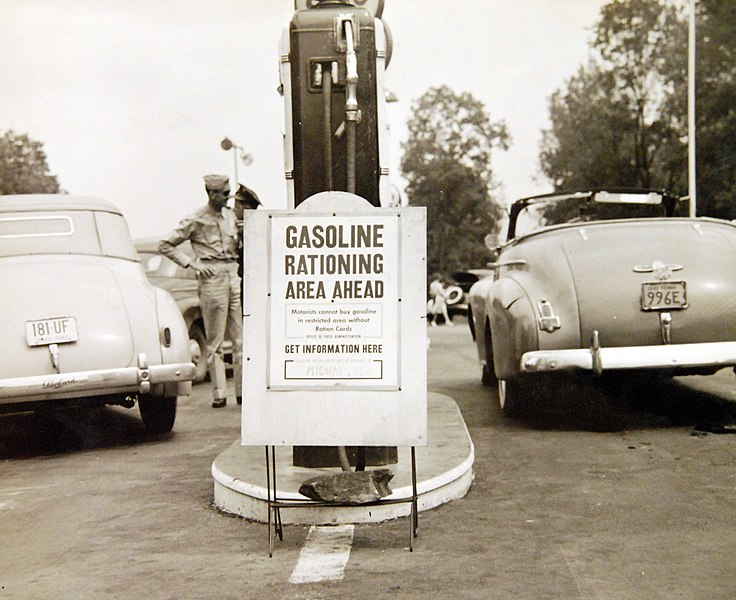 GASOLINE
RATIONING
AREA AHEAD
Motorists cannot buy gasoline
in restricted area without
Ration Cards
OFFICE OF PRICE ADMINISTRATION
GET INFORMATION HERE
MIDWAY
181-UF
996E